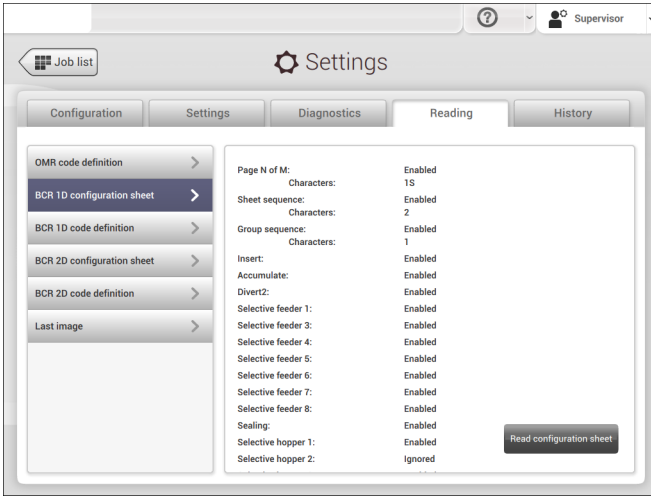 ?
Supervisor
Job list
Settings
Configuration
Settings
Diagnostics
Reading
History
OMR code definition
BCR 1D configuration sheet
BCR 1D code definition
BCR 2D configuration sheet
BCR 2D code definition
Last image
Page N of M: Enabled
Characters: 1S
Sheet sequence: Enabled
Characters: 2
Group sequence: Enabled
Characters: 1
Insert: Enabled
Accumulate: Enabled
Divert2: Enabled
Selective feeder 1: Enabled
Selective feeder 3: Enabled
Selective feeder 4: Enabled
Selective feeder 5: Enabled
Selective feeder 6: Enabled
Selective feeder 7: Enabled
Selective feeder 8: Enabled
Sealing: Enabled
Selective hopper 1: Enabled
Selective hopper 2: Ignored
Read configuration sheet